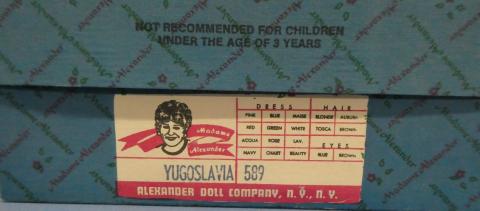 NOT RECOMMENDED FOR CHILDREN
UNDER THE AGE OF 3 YEARS
Madame
Alexander
DRESS HAIR
PINK BLUE MAIZE BLONDE AUBURN
RED GREEN WHITE TOSCA BROWN
ACQUA ROSE LAV. EYES
NAVY CHART BEAUTY BLUE BROWN
YUGOSLAVIA 589
ALEXANDER DOLL COMPANY, N.Y., N.Y.